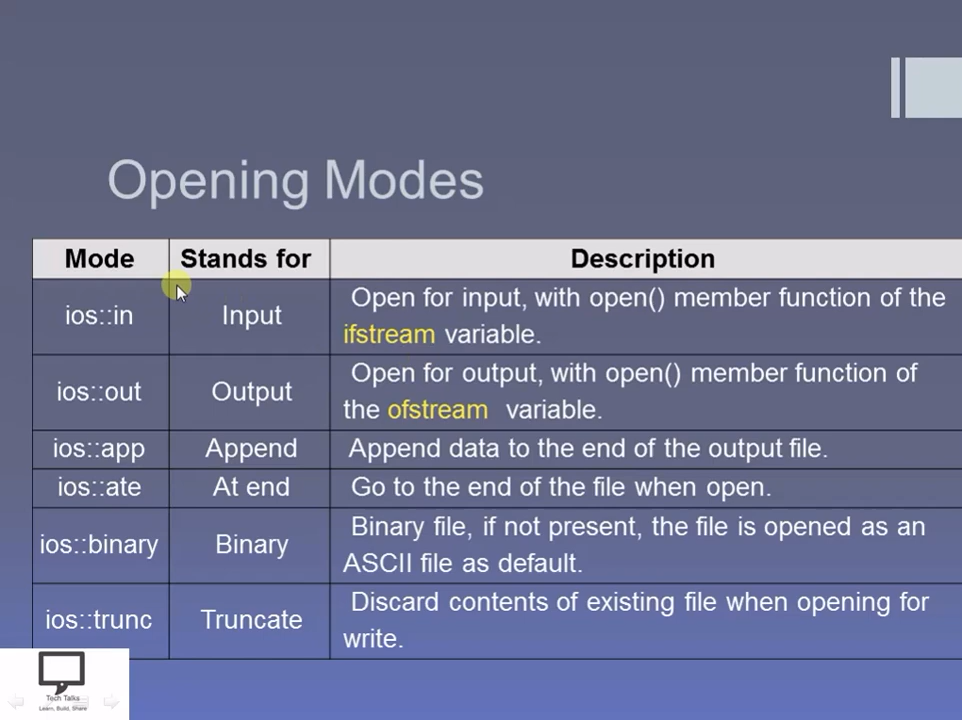 Opening Modes
Mode Stands for Description
ios::in Input Open for input, with open() member function of the
ifstream variable.
ios::out Output Open for output, with open() member function of
the ofstream variable.
ios::app Append Append data to the end of the output file.
ios::ate At end Go to the end of the file when open.
ios::binary Binary Binary file, if not present, the file is opened as an
ASCII file as default.
ios::trunc Truncate Discard contents of existing file when opening for
write.
Tech Talks
Learn, Build, Share